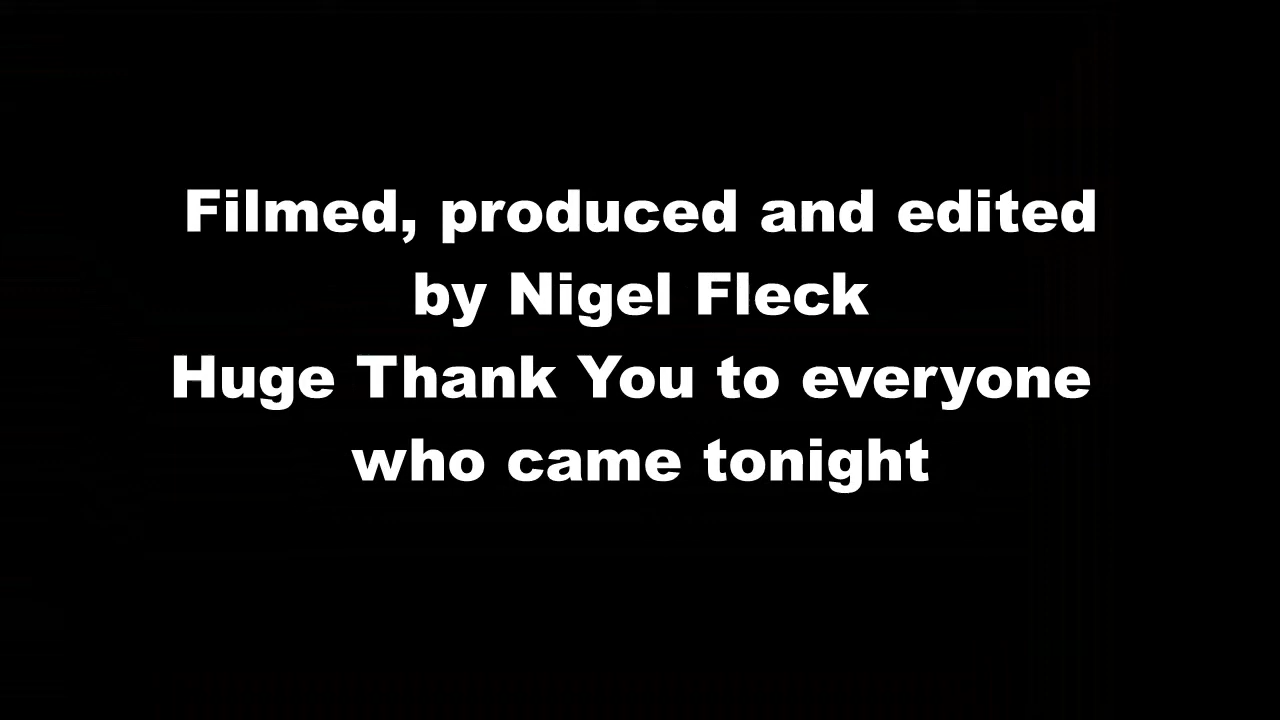 Filmed, produced and edited
by Nigel Fleck
Huge Thank You to everyone
who came tonight